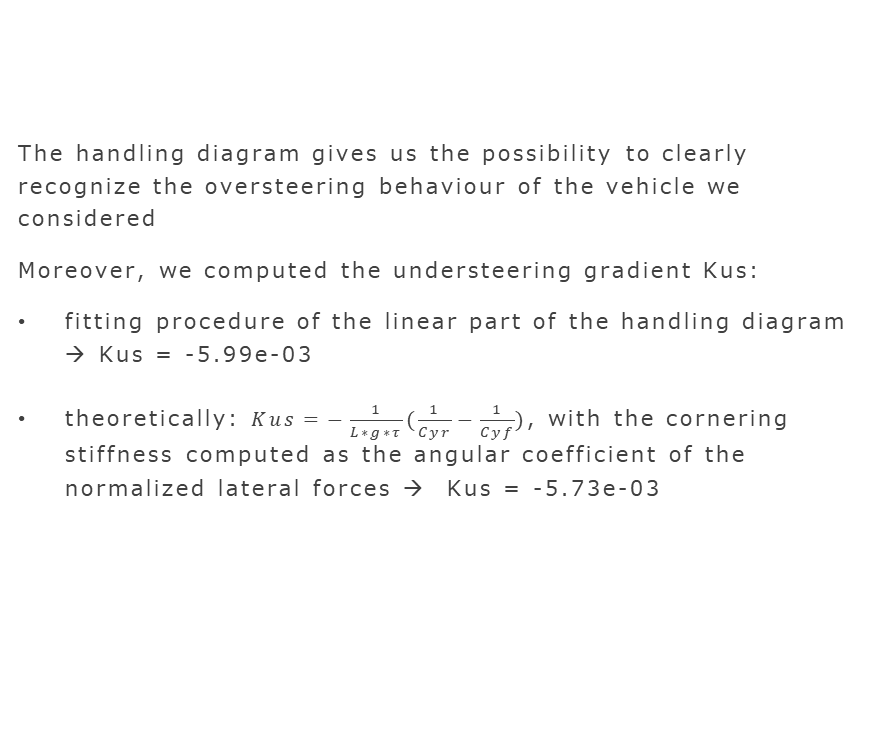 The handling diagram gives us the possibility to clearly
recognize the oversteering behaviour of the vehicle we
considered
Moreover, we computed the understeering gradient Kus:
• fitting procedure of the linear part of the handling diagram
→ Kus = -5.99e-03
• theoretically: Kus = − 1/(L∗g∗τ) (1/Cyr − 1/Cyf), with the cornering
stiffness computed as the angular coefficient of the
normalized lateral forces → Kus = -5.73e-03